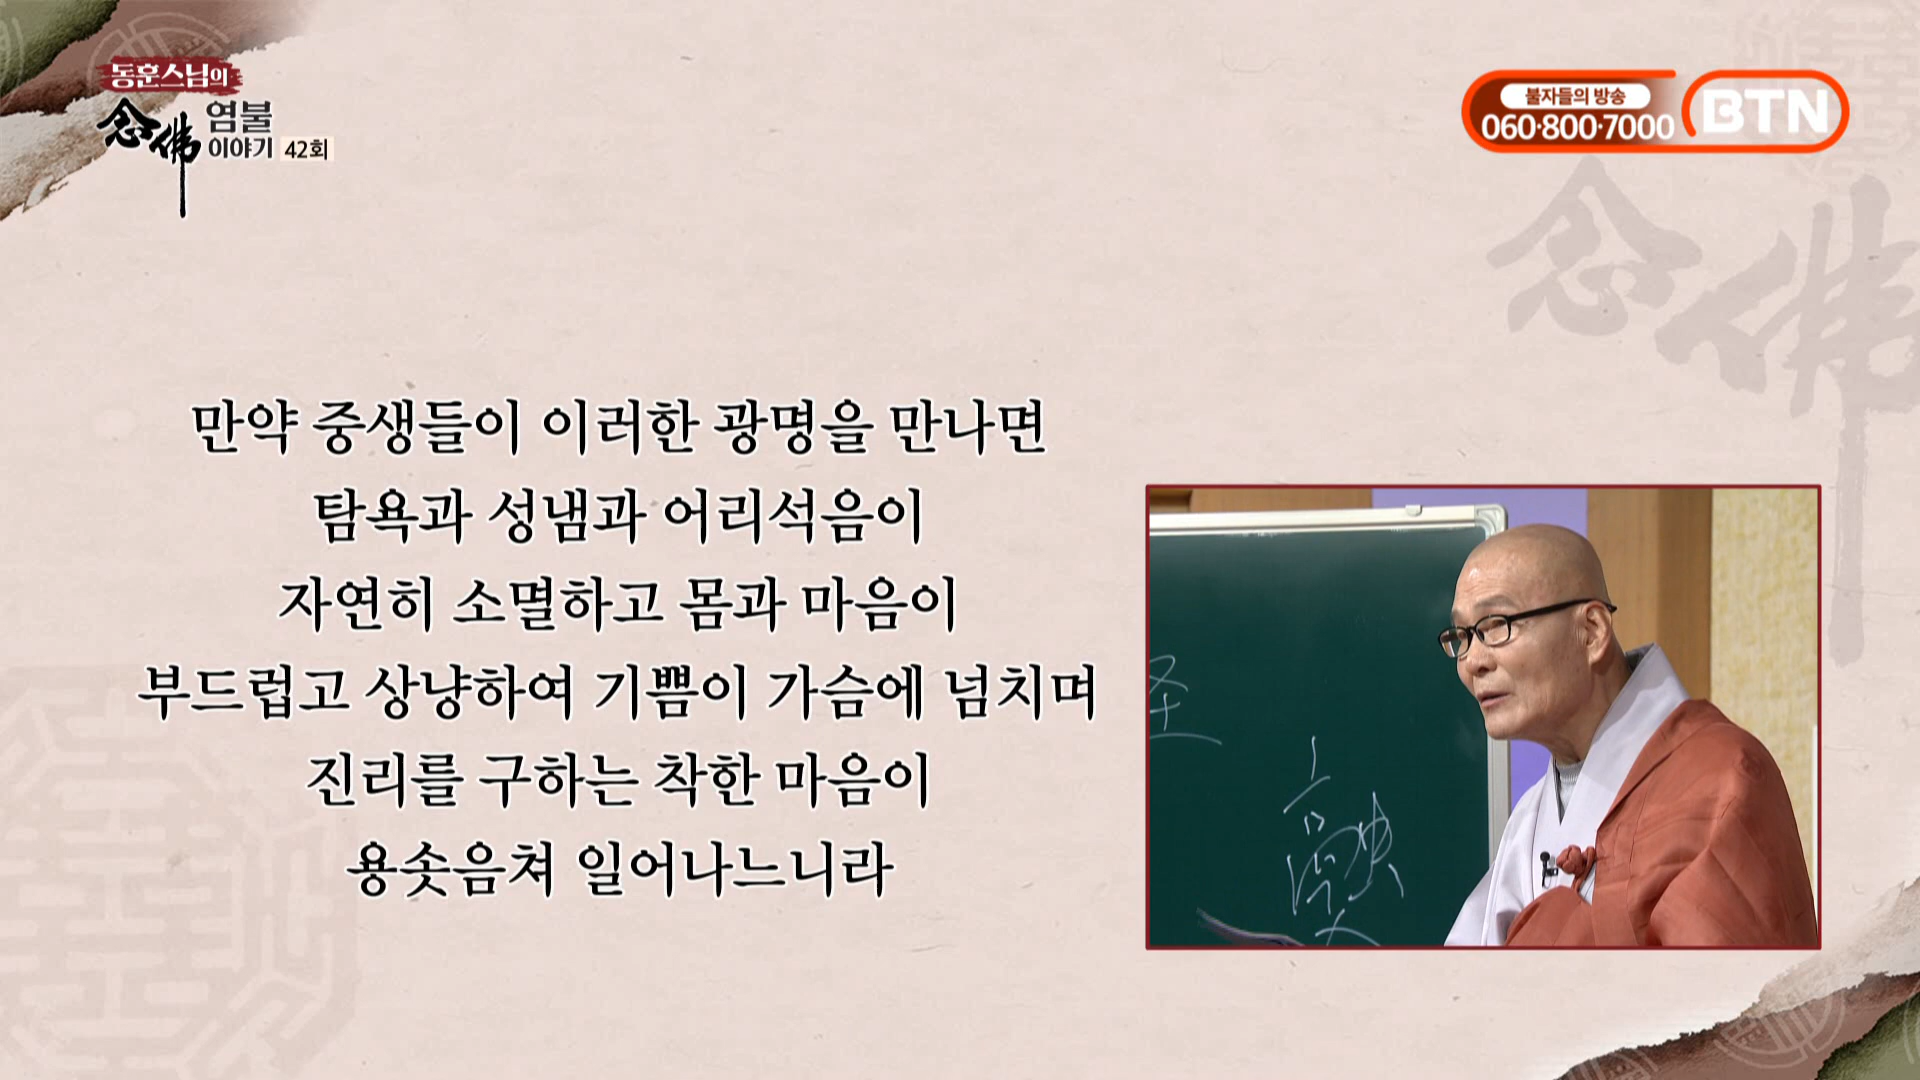 동훈스님의
念佛 염불
이야기 42회
불자들의 방송
060·800·7000
BTN
念佛
만약 중생들이 이러한 광명을 만나면
탐욕과 성냄과 어리석음이
자연히 소멸하고 몸과 마음이
부드럽고 상냥하여 기쁨이 가슴에 넘치며
진리를 구하는 착한 마음이
용솟음쳐 일어나느니라